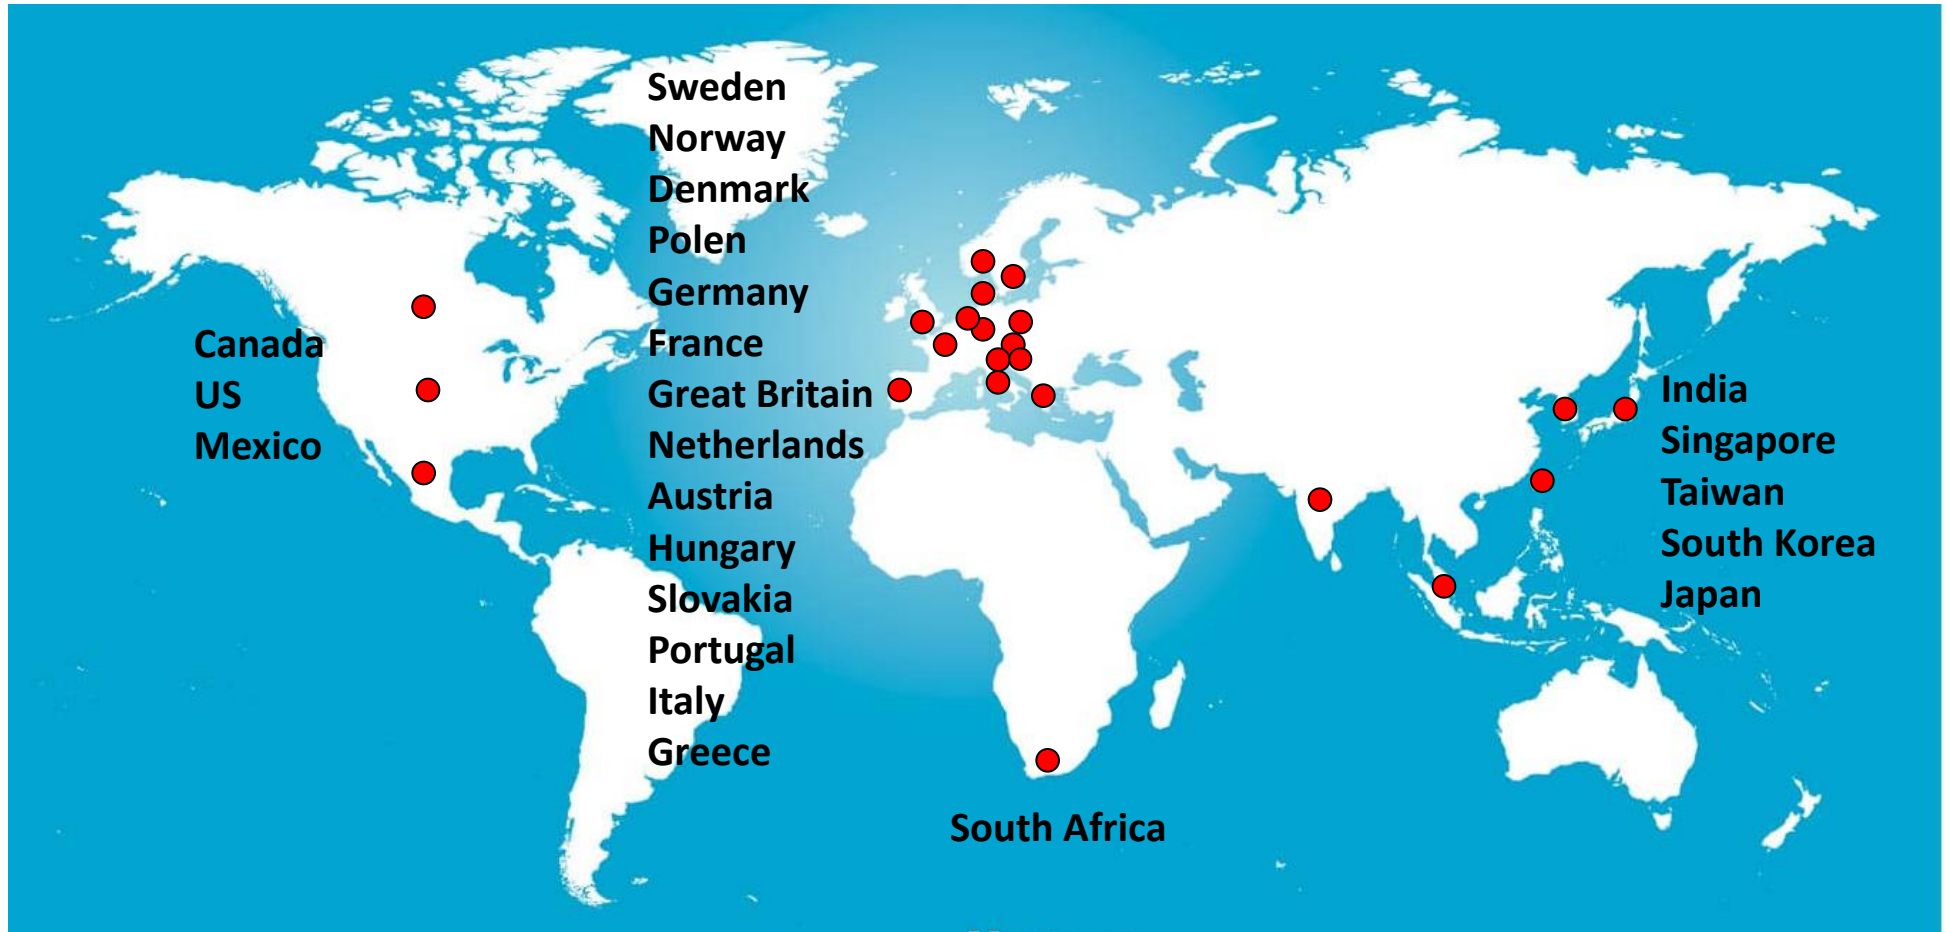 Canada
US
Mexico
Sweden
Norway
Denmark
Polen
Germany
France
Great Britain
Netherlands
Austria
Hungary
Slovakia
Portugal
Italy
Greece
South Africa
India
Singapore
Taiwan
South Korea
Japan